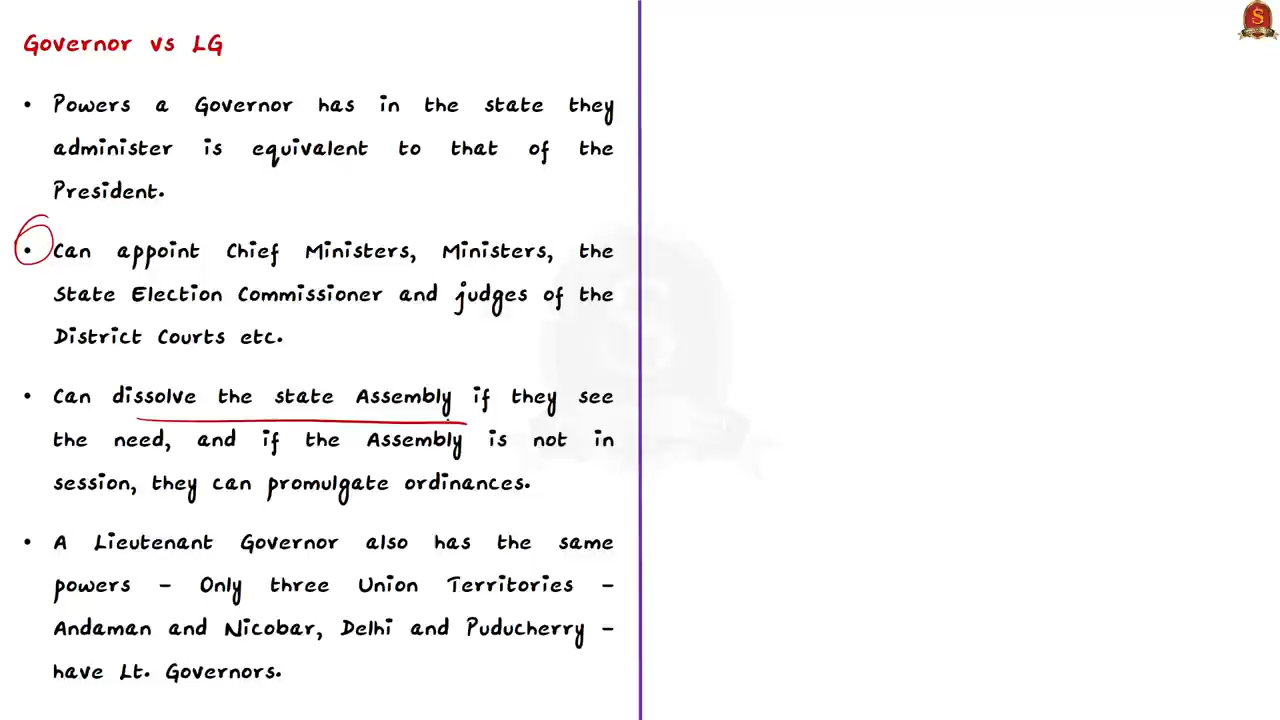 Governor vs LG
• Powers a Governor has in the state they
administer is equivalent to that of the
President.
• Can appoint Chief Ministers, Ministers, the
State Election Commissioner and judges of the
District Courts etc.
• Can dissolve the state Assembly if they see
the need, and if the Assembly is not in
session, they can promulgate ordinances.
• A Lieutenant Governor also has the same
powers – Only three Union Territories –
Andaman and Nicobar, Delhi and Puducherry –
have Lt. Governors.
S